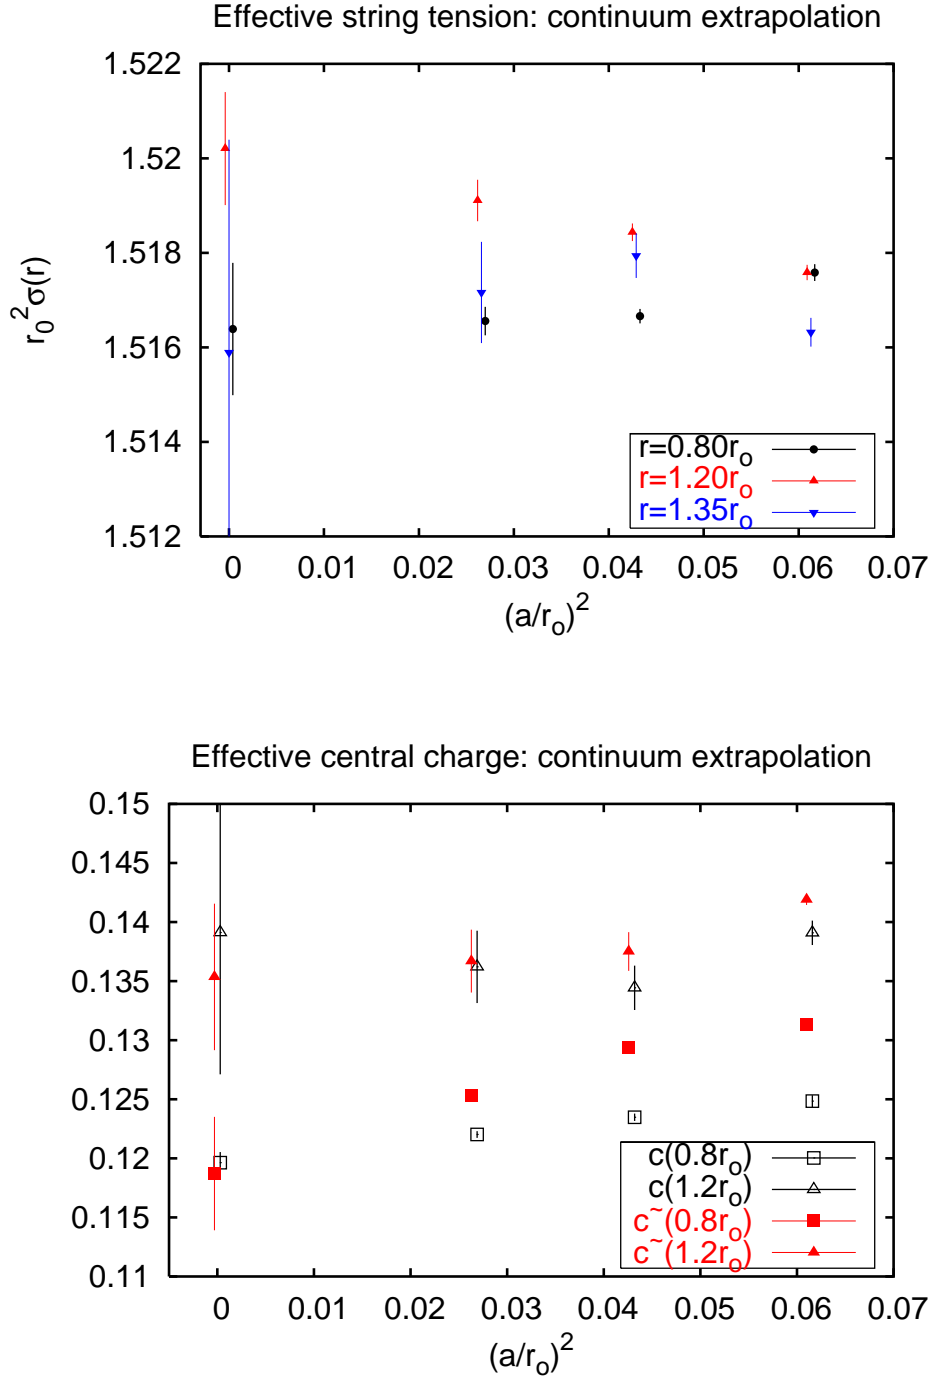 Effective string tension: continuum extrapolation
1.522
1.52
1.518
1.516
1.514
1.512
r₀²σ(r)
r=0.80rₒ
r=1.20rₒ
r=1.35rₒ
0 0.01 0.02 0.03 0.04 0.05 0.06 0.07
(a/rₒ)²
Effective central charge: continuum extrapolation
0.15
0.145
0.14
0.135
0.13
0.125
0.12
0.115
0.11
c(0.8rₒ)
c(1.2rₒ)
c~(0.8rₒ)
c~(1.2rₒ)
0 0.01 0.02 0.03 0.04 0.05 0.06 0.07
(a/rₒ)²